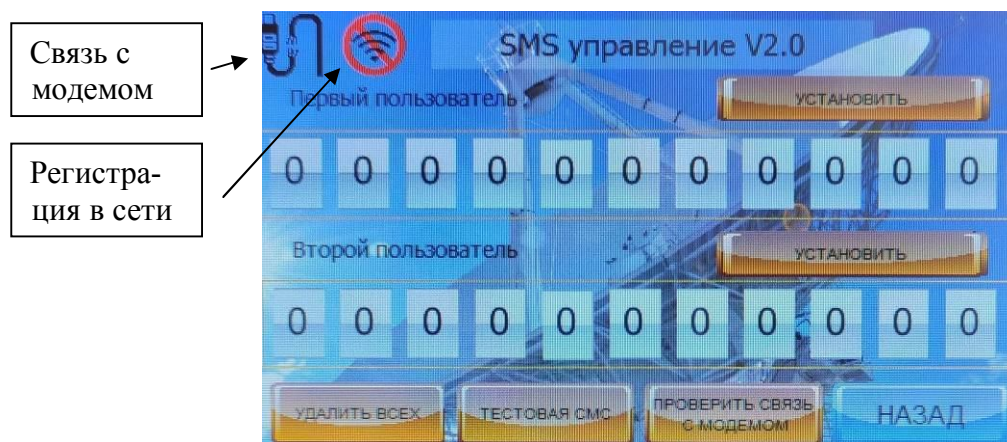 Связь с
модемом
Регистра-
ция в сети
SMS управление V2.0
Первый пользователь
УСТАНОВИТЬ
0 0 0 0 0 0 0 0 0 0 0
Второй пользователь
УСТАНОВИТЬ
0 0 0 0 0 0 0 0 0 0 0
УДАЛИТЬ ВСЕХ
ТЕСТОВАЯ СМС
ПРОВЕРИТЬ СВЯЗЬ
С МОДЕМОМ
НАЗАД